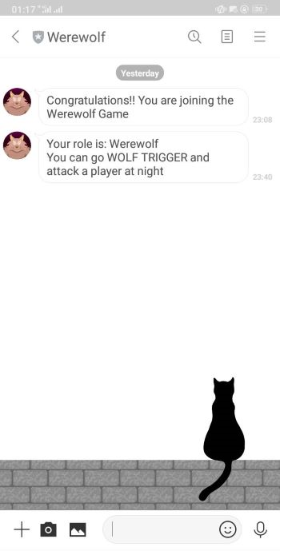 01:17
Werewolf
Yesterday
Congratulations!! You are joining the
Werewolf Game
23:08
Your role is: Werewolf
You can go WOLF TRIGGER and
attack a player at night
23:40